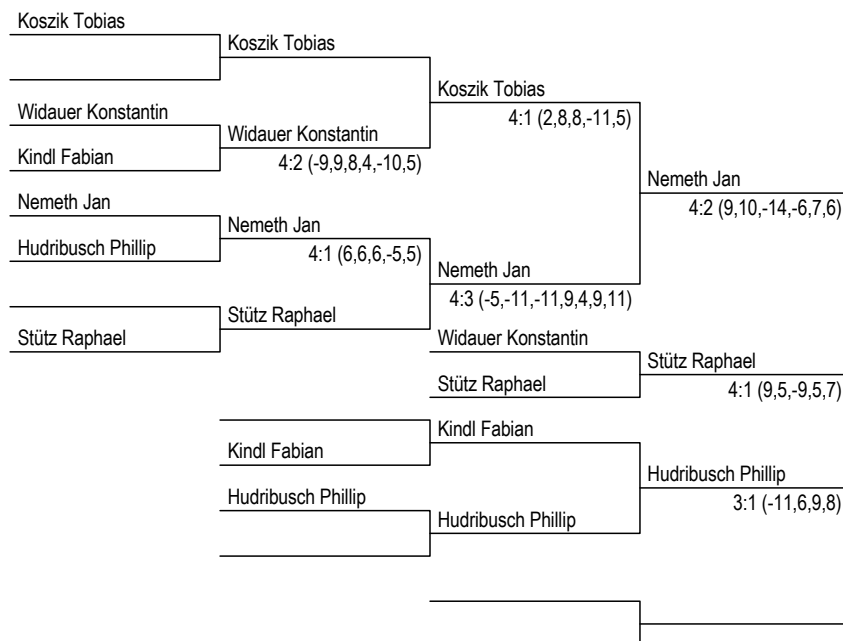 Koszik Tobias
Koszik Tobias
Koszik Tobias
Widauer Konstantin
4:1 (2,8,8,-11,5)
Widauer Konstantin
Kindl Fabian
4:2 (-9,9,8,4,-10,5)
Nemeth Jan
Nemeth Jan
4:2 (9,10,-14,-6,7,6)
Nemeth Jan
Hudribusch Phillip
4:1 (6,6,6,-5,5)
Nemeth Jan
4:3 (-5,-11,-11,9,4,9,11)
Stütz Raphael
Stütz Raphael
Widauer Konstantin
Stütz Raphael
Stütz Raphael
4:1 (9,5,-9,5,7)
Kindl Fabian
Kindl Fabian
Hudribusch Phillip
3:1 (-11,6,9,8)
Hudribusch Phillip
Hudribusch Phillip